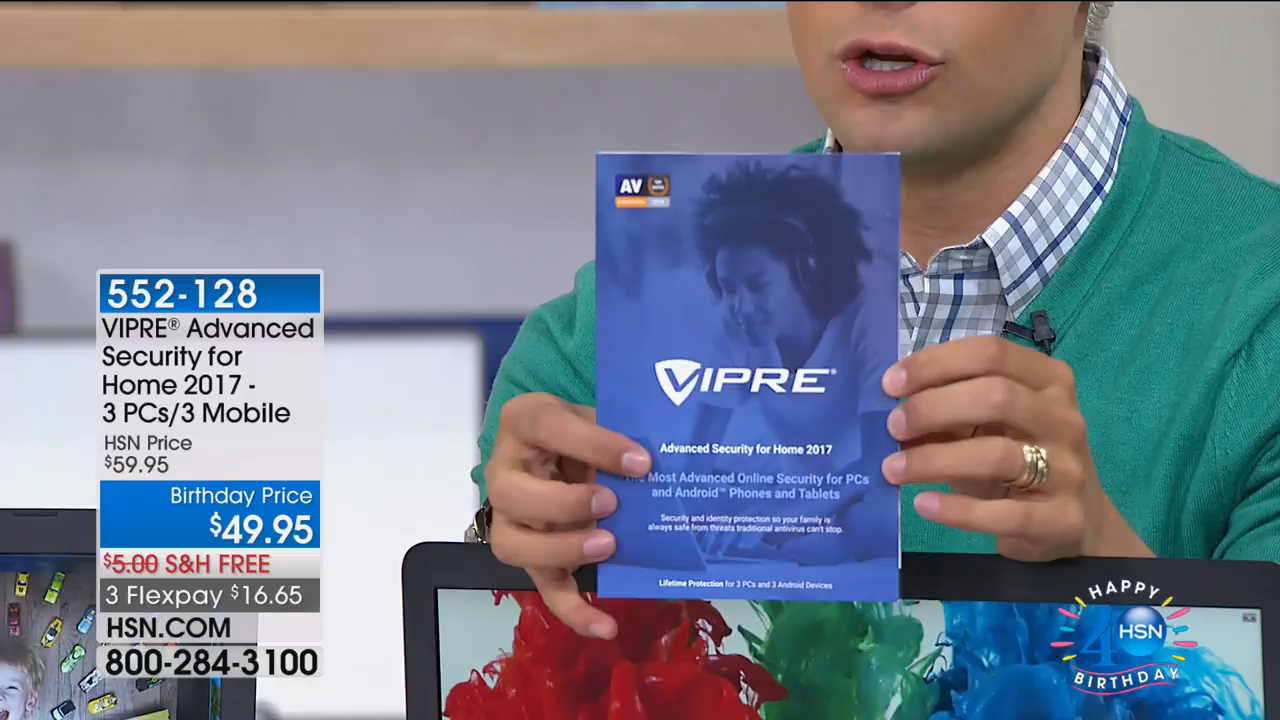 552-128
VIPRE® Advanced
Security for
Home 2017 -
3 PCs/3 Mobile
HSN Price
$59.95
Birthday Price
$49.95
$5.00 S&H FREE
3 Flexpay $16.65
HSN.COM
800-284-3100
AV
VIPRE®
Advanced Security for Home 2017
Most Advanced Online Security for PCs
and Android™ Phones and Tablets
Security and identity protection so your family is
always safe from threats traditional antivirus can't stop.
Lifetime Protection for 3 PCs and 3 Android Devices
HAPPY
40
HSN
BIRTHDAY